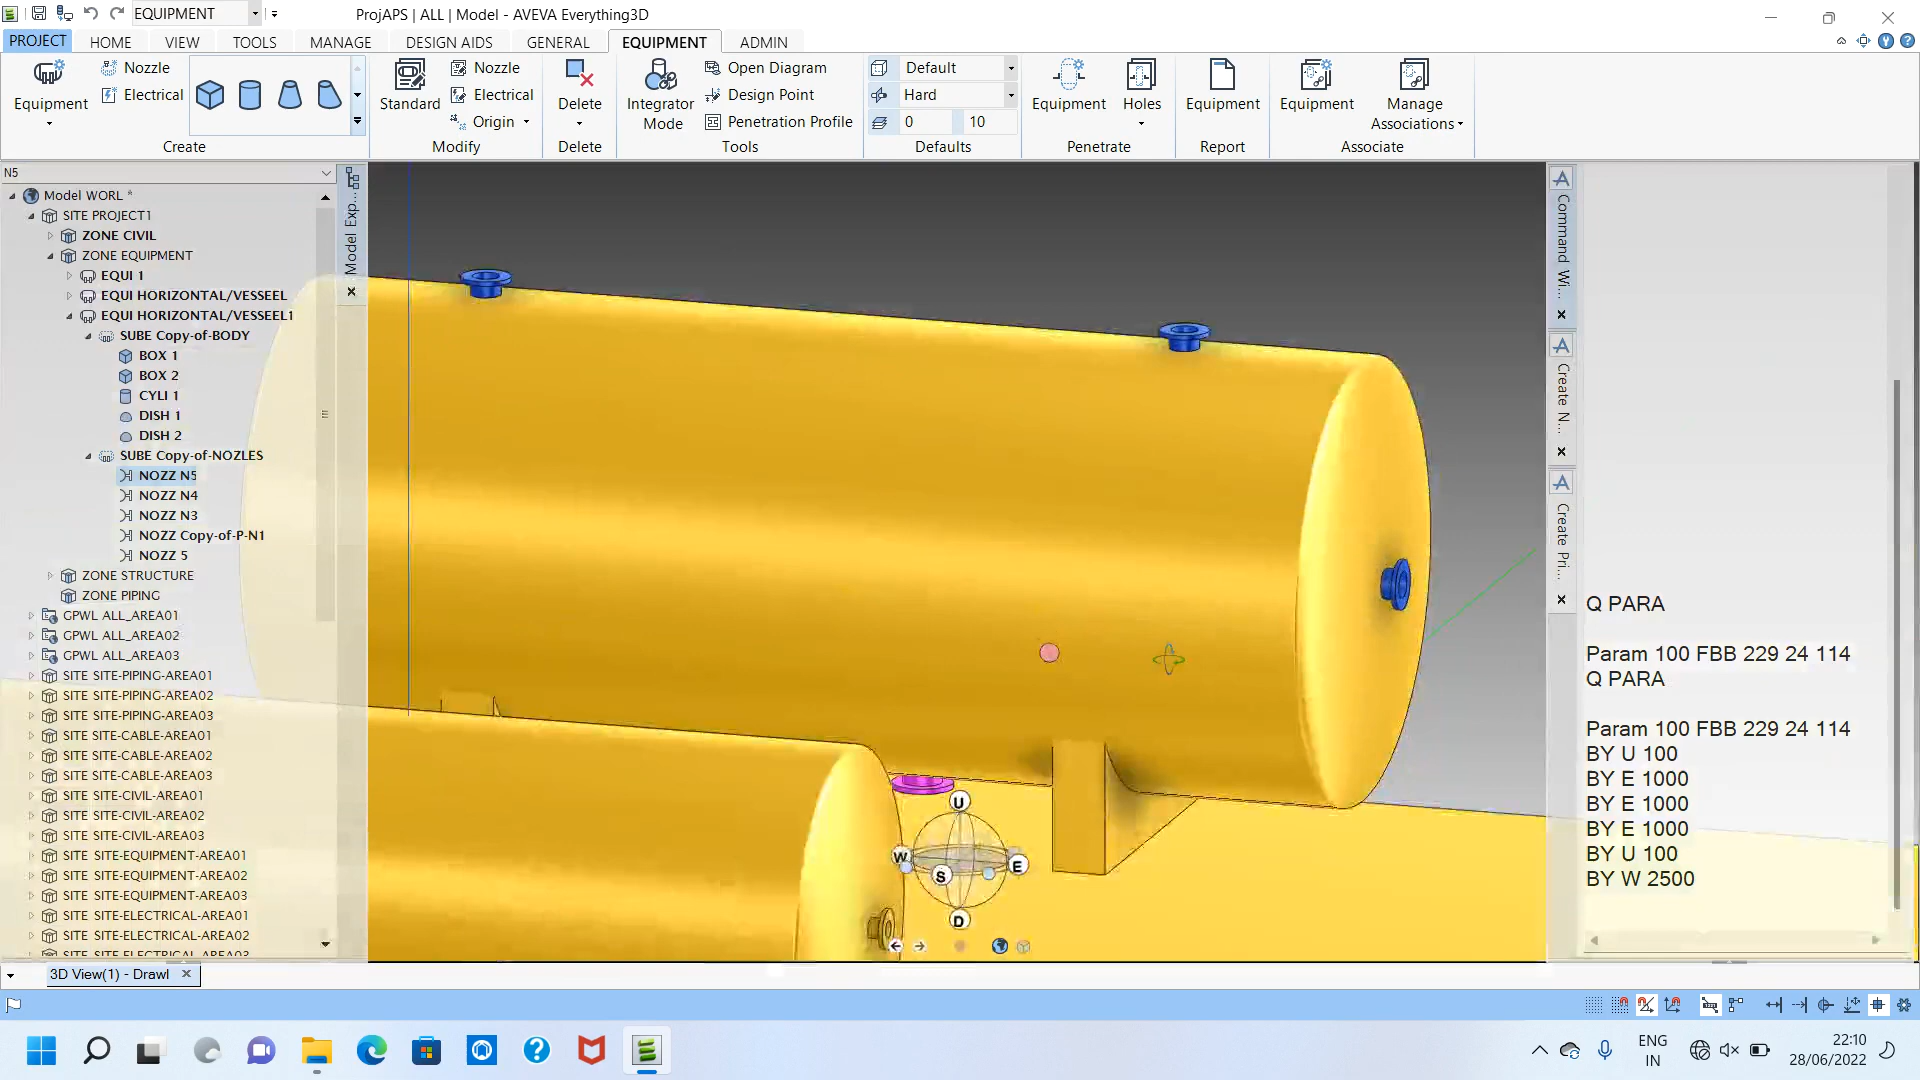 EQUIPMENT
ProjAPS | ALL | Model - AVEVA Everything3D
PROJECT
HOME
VIEW
TOOLS
MANAGE
DESIGN AIDS
GENERAL
EQUIPMENT
ADMIN
Equipment
Nozzle
Electrical
Create
Standard
Nozzle
Electrical
Origin
Modify
Delete
Delete
Integrator
Mode
Open Diagram
Design Point
Penetration Profile
Tools
Default
Hard
0
10
Defaults
Equipment
Holes
Penetrate
Equipment
Report
Equipment
Manage
Associations
Associate
N5
Model WORL *
SITE PROJECT1
ZONE CIVIL
ZONE EQUIPMENT
EQUI 1
EQUI HORIZONTAL/VESSEEL
EQUI HORIZONTAL/VESSEEL1
SUBE Copy-of-BODY
BOX 1
BOX 2
CYLI 1
DISH 1
DISH 2
SUBE Copy-of-NOZLES
NOZZ N5
NOZZ N4
NOZZ N3
NOZZ Copy-of-P-N1
NOZZ 5
ZONE STRUCTURE
ZONE PIPING
GPWL ALL_AREA01
GPWL ALL_AREA02
GPWL ALL_AREA03
SITE SITE-PIPING-AREA01
SITE SITE-PIPING-AREA02
SITE SITE-PIPING-AREA03
SITE SITE-CABLE-AREA01
SITE SITE-CABLE-AREA02
SITE SITE-CABLE-AREA03
SITE SITE-CIVIL-AREA01
SITE SITE-CIVIL-AREA02
SITE SITE-CIVIL-AREA03
SITE SITE-EQUIPMENT-AREA01
SITE SITE-EQUIPMENT-AREA02
SITE SITE-EQUIPMENT-AREA03
SITE SITE-ELECTRICAL-AREA01
SITE SITE-ELECTRICAL-AREA02
SITE SITE-ELECTRICAL-AREA03
Model Exp...
U
W
S
E
D
Command Wi...
Create N...
Create Pri...
Q PARA
Param 100 FBB 229 24 114
Q PARA
Param 100 FBB 229 24 114
BY U 100
BY E 1000
BY E 1000
BY E 1000
BY U 100
BY W 2500
3D View(1) - Drawl
ENG
IN
22:10
28/06/2022